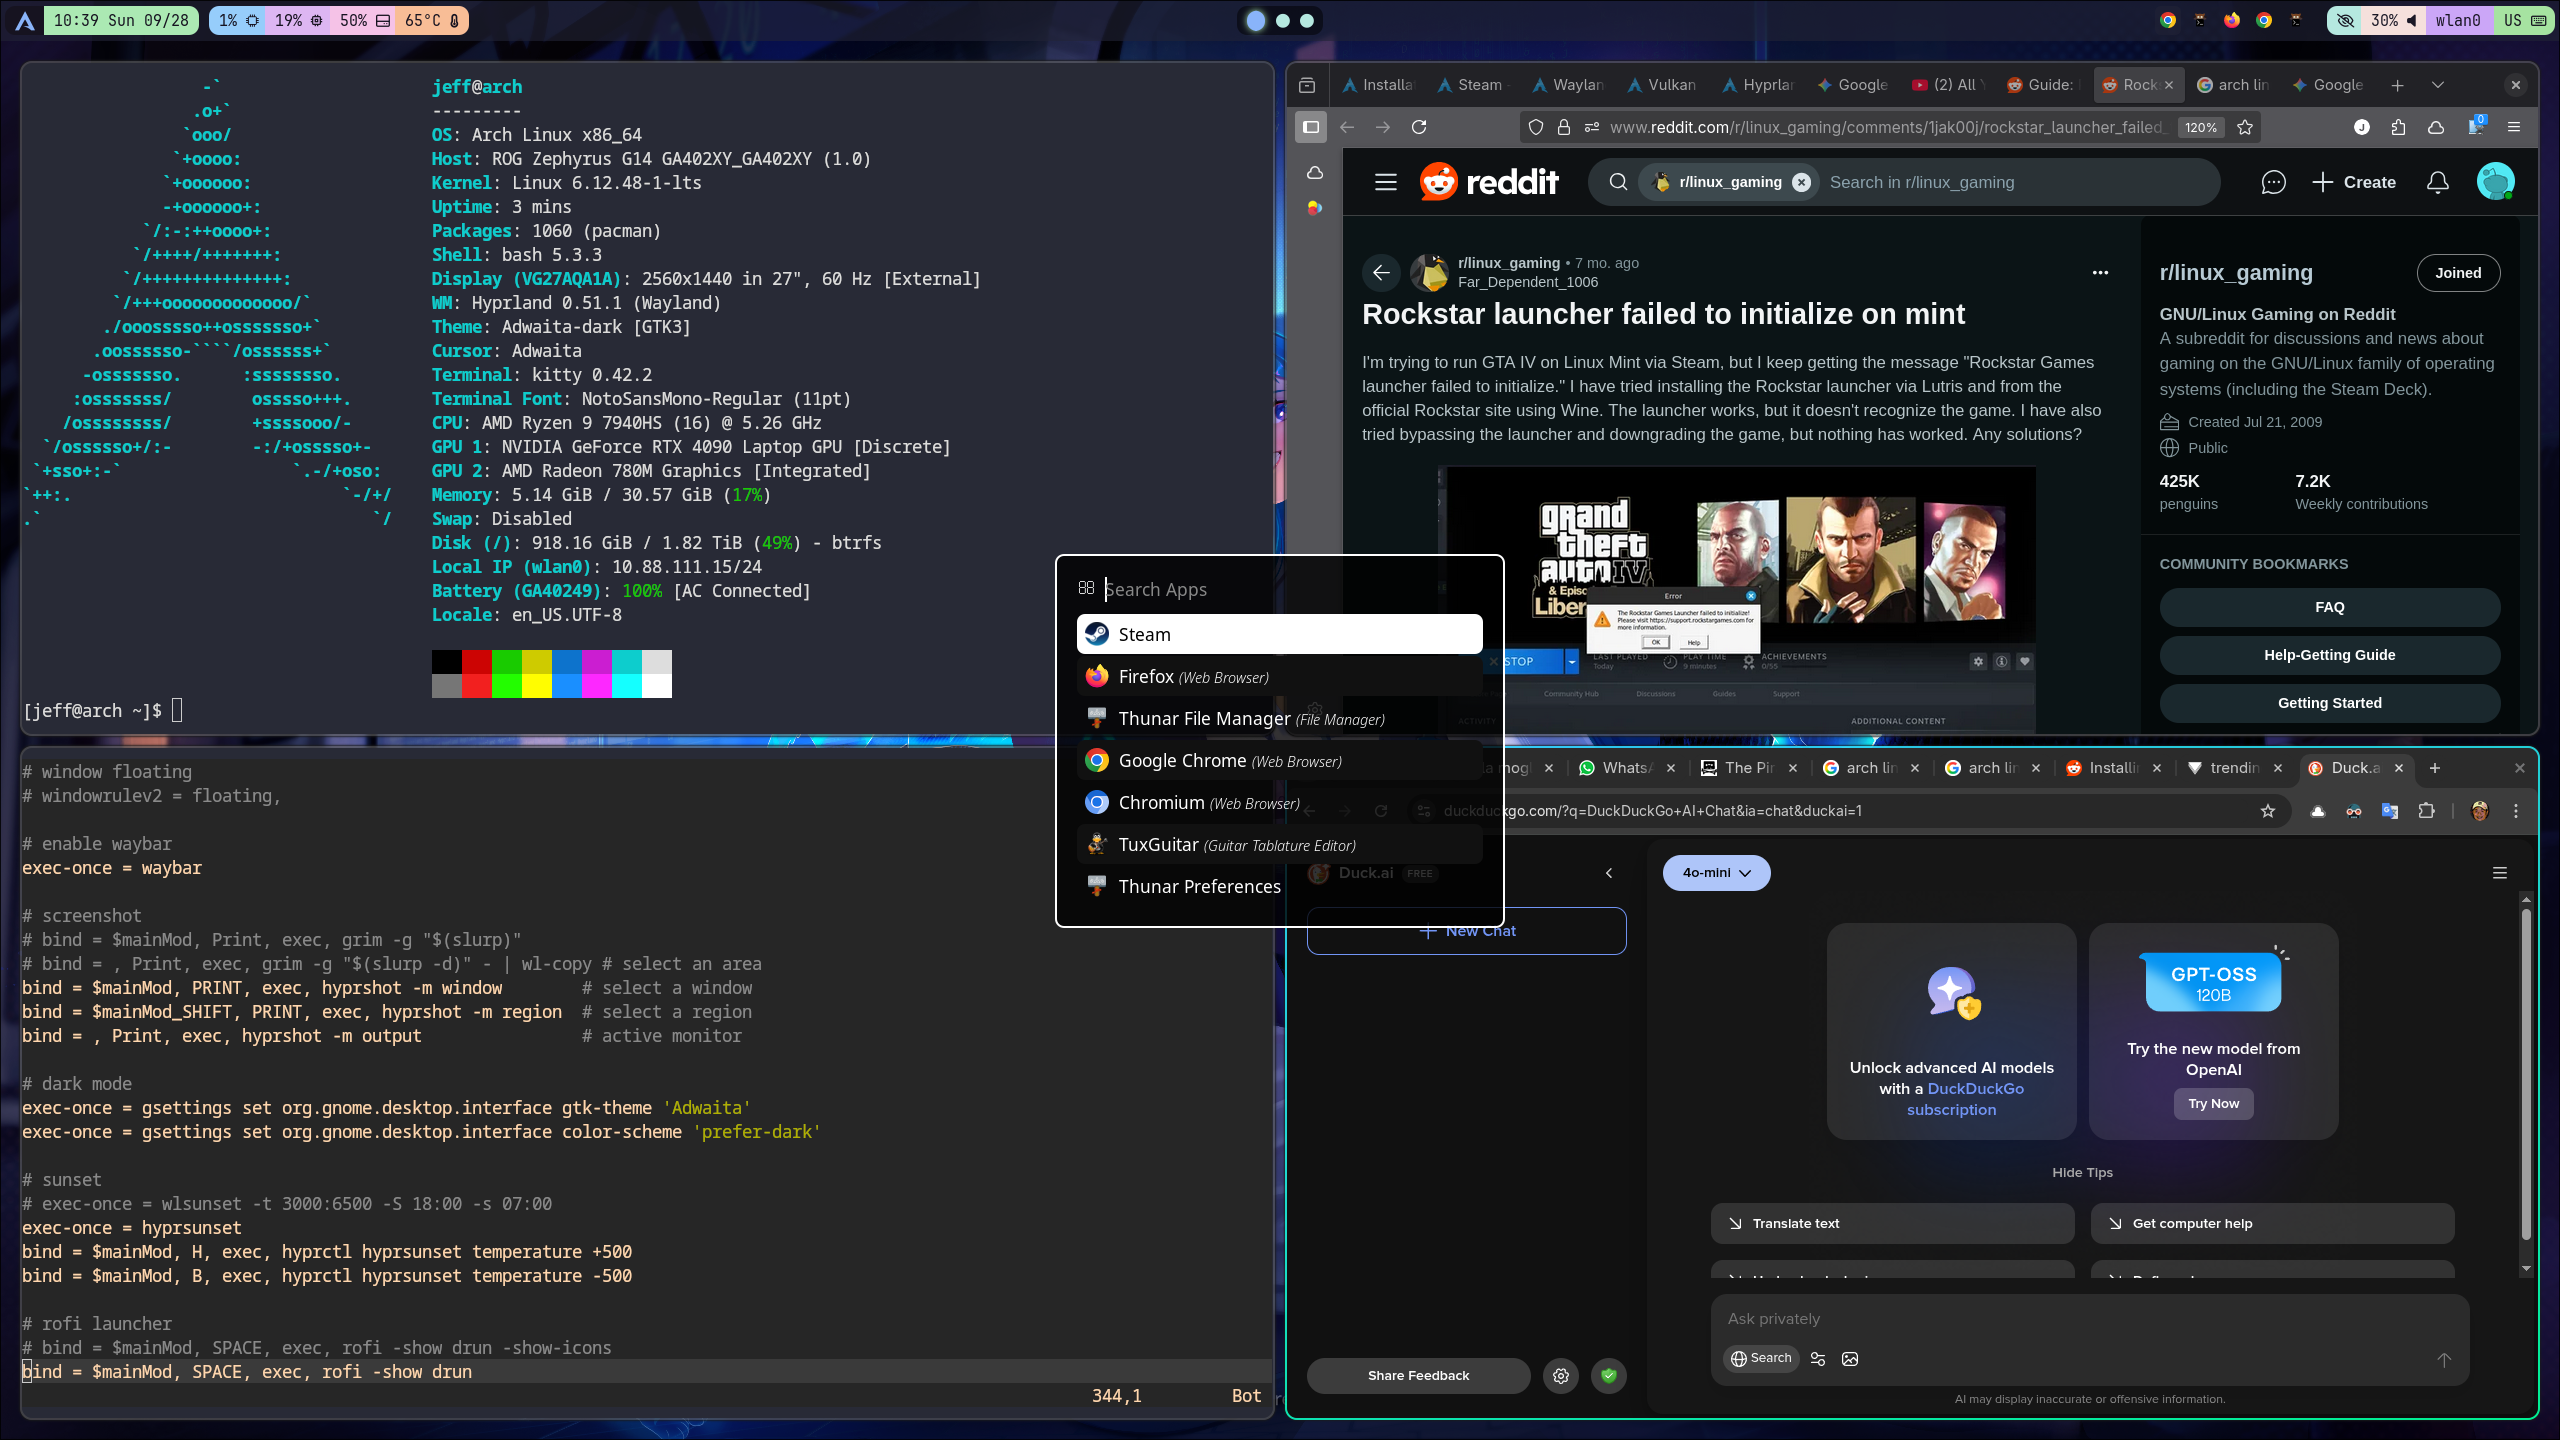 10:39 Sun 09/28
1%
19%
50%
65°C
30%
wlan0
US
jeff@arch
---------
OS: Arch Linux x86_64
Host: ROG Zephyrus G14 GA402XY_GA402XY (1.0)
Kernel: Linux 6.12.48-1-lts
Uptime: 3 mins
Packages: 1060 (pacman)
Shell: bash 5.3.3
Display (VG27AQA1A): 2560x1440 in 27", 60 Hz [External]
WM: Hyprland 0.51.1 (Wayland)
Theme: Adwaita-dark [GTK3]
Cursor: Adwaita
Terminal: kitty 0.42.2
Terminal Font: NotoSansMono-Regular (11pt)
CPU: AMD Ryzen 9 7940HS (16) @ 5.26 GHz
GPU 1: NVIDIA GeForce RTX 4090 Laptop GPU [Discrete]
GPU 2: AMD Radeon 780M Graphics [Integrated]
Memory: 5.14 GiB / 30.57 GiB (17%)
Swap: Disabled
Disk (/): 918.16 GiB / 1.82 TiB (49%) - btrfs
Local IP (wlan0): 10.88.111.15/24
Battery (GA40249): 100% [AC Connected]
Locale: en_US.UTF-8
[jeff@arch ~]$
Installa
Steam
Waylan
Vulkan
Hyprlan
Google
(2) All Y
Guide:
Rock
arch lin
Google
www.reddit.com/r/linux_gaming/comments/1jak00j/rockstar_launcher_failed_
120%
J
0
reddit
r/linux_gaming
Search in r/linux_gaming
Create
r/linux_gaming • 7 mo. ago
Far_Dependent_1006
Rockstar launcher failed to initialize on mint
I'm trying to run GTA IV on Linux Mint via Steam, but I keep getting the message "Rockstar Games
launcher failed to initialize." I have tried installing the Rockstar launcher via Lutris and from the
official Rockstar site using Wine. The launcher works, but it doesn't recognize the game. I have also
tried bypassing the launcher and downgrading the game, but nothing has worked. Any solutions?
grand
theft
auto IV
& Episo
Liber
Error
The Rockstar Games Launcher failed to initialize!
Please visit https://support.rockstargames.com for
more information.
OK
Help
STOP
LAST PLAYED
Today
PLAY TIME
9 minutes
ACHIEVEMENTS
0/55
Community Hub
Discussions
Guides
Support
ACTIVITY
ADDITIONAL CONTENT
r/linux_gaming
Joined
GNU/Linux Gaming on Reddit
A subreddit for discussions and news about
gaming on the GNU/Linux family of operating
systems (including the Steam Deck).
Created Jul 21, 2009
Public
425K
penguins
7.2K
Weekly contributions
COMMUNITY BOOKMARKS
FAQ
Help-Getting Guide
Getting Started
Search Apps
Steam
Firefox (Web Browser)
Thunar File Manager (File Manager)
Google Chrome (Web Browser)
Chromium (Web Browser)
TuxGuitar (Guitar Tablature Editor)
Thunar Preferences
# window floating
# windowrulev2 = floating,
# enable waybar
exec-once = waybar
# screenshot
# bind = $mainMod, Print, exec, grim -g "$(slurp)"
# bind = , Print, exec, grim -g "$(slurp -d)" - | wl-copy # select an area
bind = $mainMod, PRINT, exec, hyprshot -m window # select a window
bind = $mainMod_SHIFT, PRINT, exec, hyprshot -m region # select a region
bind = , Print, exec, hyprshot -m output # active monitor
# dark mode
exec-once = gsettings set org.gnome.desktop.interface gtk-theme 'Adwaita'
exec-once = gsettings set org.gnome.desktop.interface color-scheme 'prefer-dark'
# sunset
# exec-once = wlsunset -t 3000:6500 -S 18:00 -s 07:00
exec-once = hyprsunset
bind = $mainMod, H, exec, hyprctl hyprsunset temperature +500
bind = $mainMod, B, exec, hyprctl hyprsunset temperature -500
# rofi launcher
# bind = $mainMod, SPACE, exec, rofi -show drun -show-icons
bind = $mainMod, SPACE, exec, rofi -show drun
344,1
Bot
la mogl
WhatsA
The Pir
arch lin
arch lin
Installin
trendin
Duck.a
duckduckgo.com/?q=DuckDuckGo+AI+Chat&ia=chat&duckai=1
Duck.ai
FREE
New Chat
4o-mini
Unlock advanced AI models
with a DuckDuckGo
subscription
GPT-OSS
120B
Try the new model from
OpenAI
Try Now
Hide Tips
Translate text
Get computer help
Ask privately
Search
Share Feedback
AI may display inaccurate or offensive information.